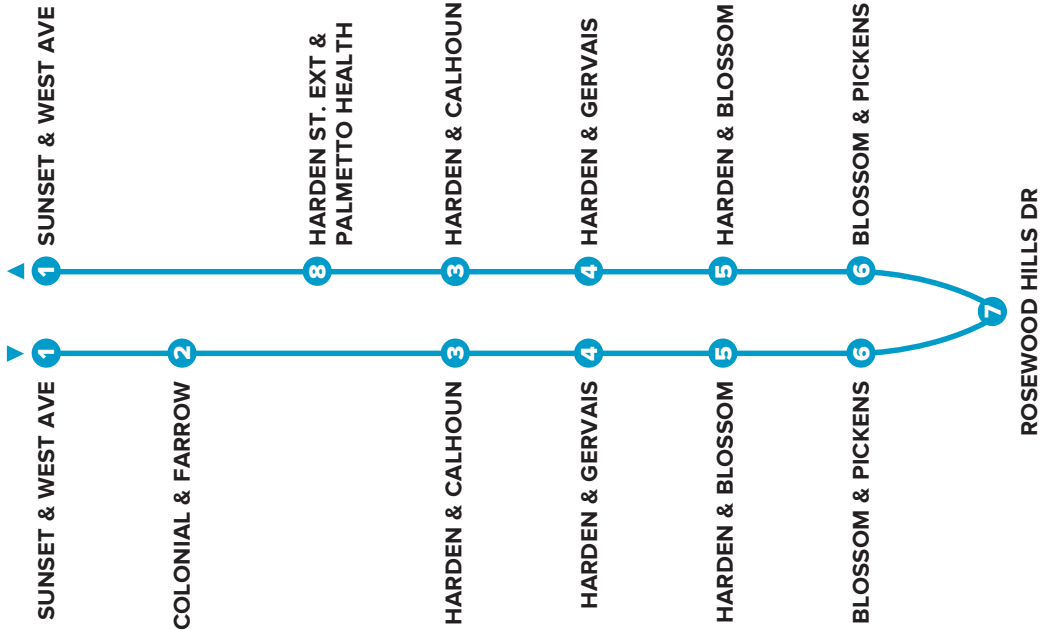 1 SUNSET & WEST AVE
2 COLONIAL & FARROW
3 HARDEN & CALHOUN
4 HARDEN & GERVAIS
5 HARDEN & BLOSSOM
6 BLOSSOM & PICKENS
7 ROSEWOOD HILLS DR
6 BLOSSOM & PICKENS
5 HARDEN & BLOSSOM
4 HARDEN & GERVAIS
3 HARDEN & CALHOUN
8 HARDEN ST. EXT &
PALMETTO HEALTH
1 SUNSET & WEST AVE